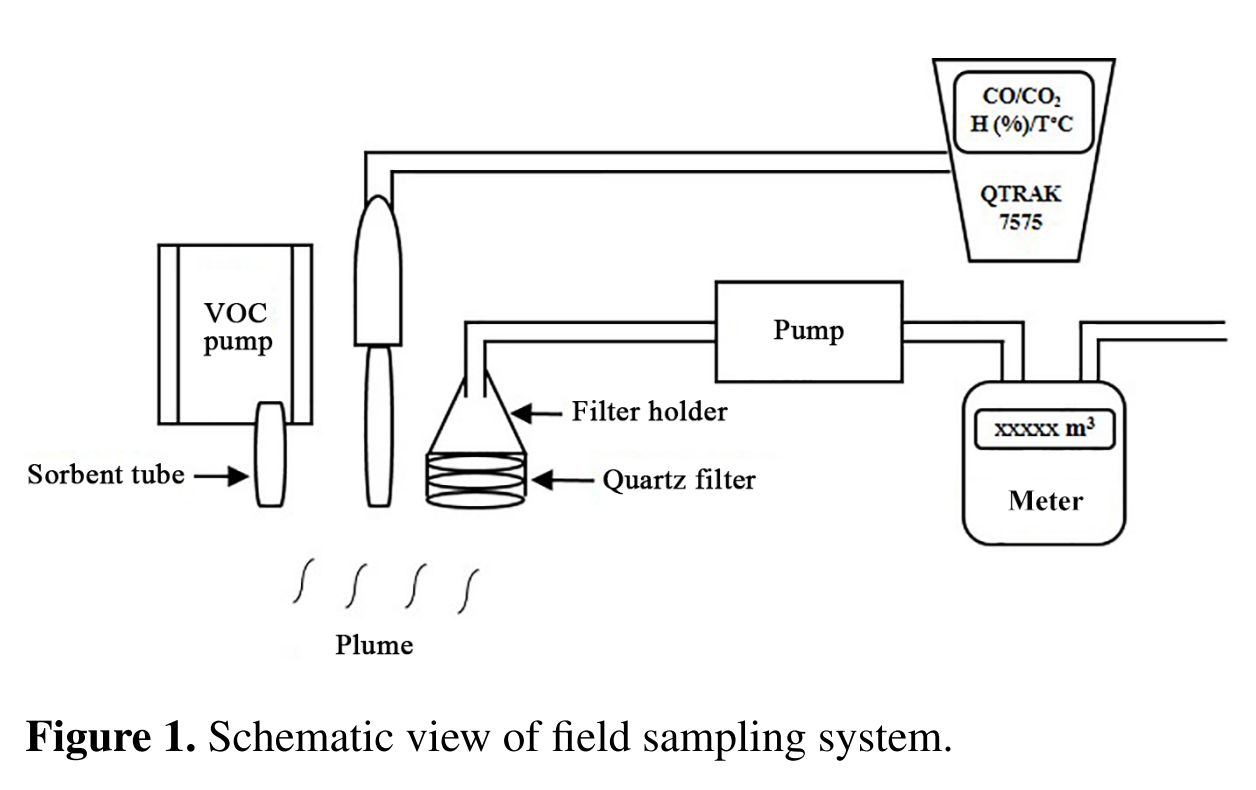 CO/CO₂
H (%)/T°C
QTRAK
7575
VOC
pump
Pump
Filter holder
xxxxx m³
Sorbent tube
Quartz filter
Meter
Plume
Figure 1. Schematic view of field sampling system.